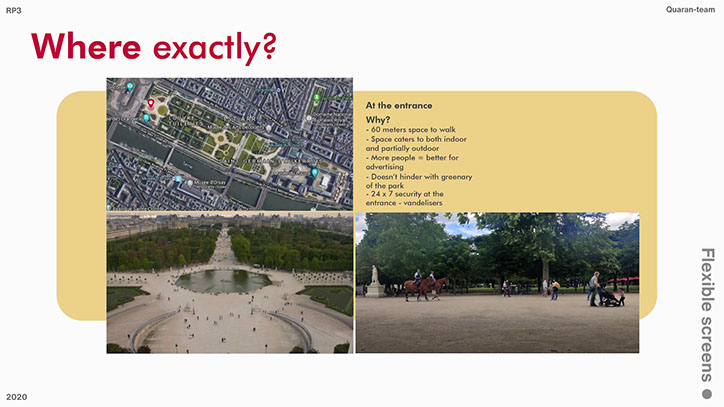 RP3
Quaran-team
Where exactly?
At the entrance
Why?
- 60 meters space to walk
- Space caters to both indoor
and partially outdoor
- More people = better for
advertising
- Doesn't hinder with greenary
of the park
- 24 x 7 security at the
entrance - vandelisers
Musée d'Orsay
Flexible screens
2020